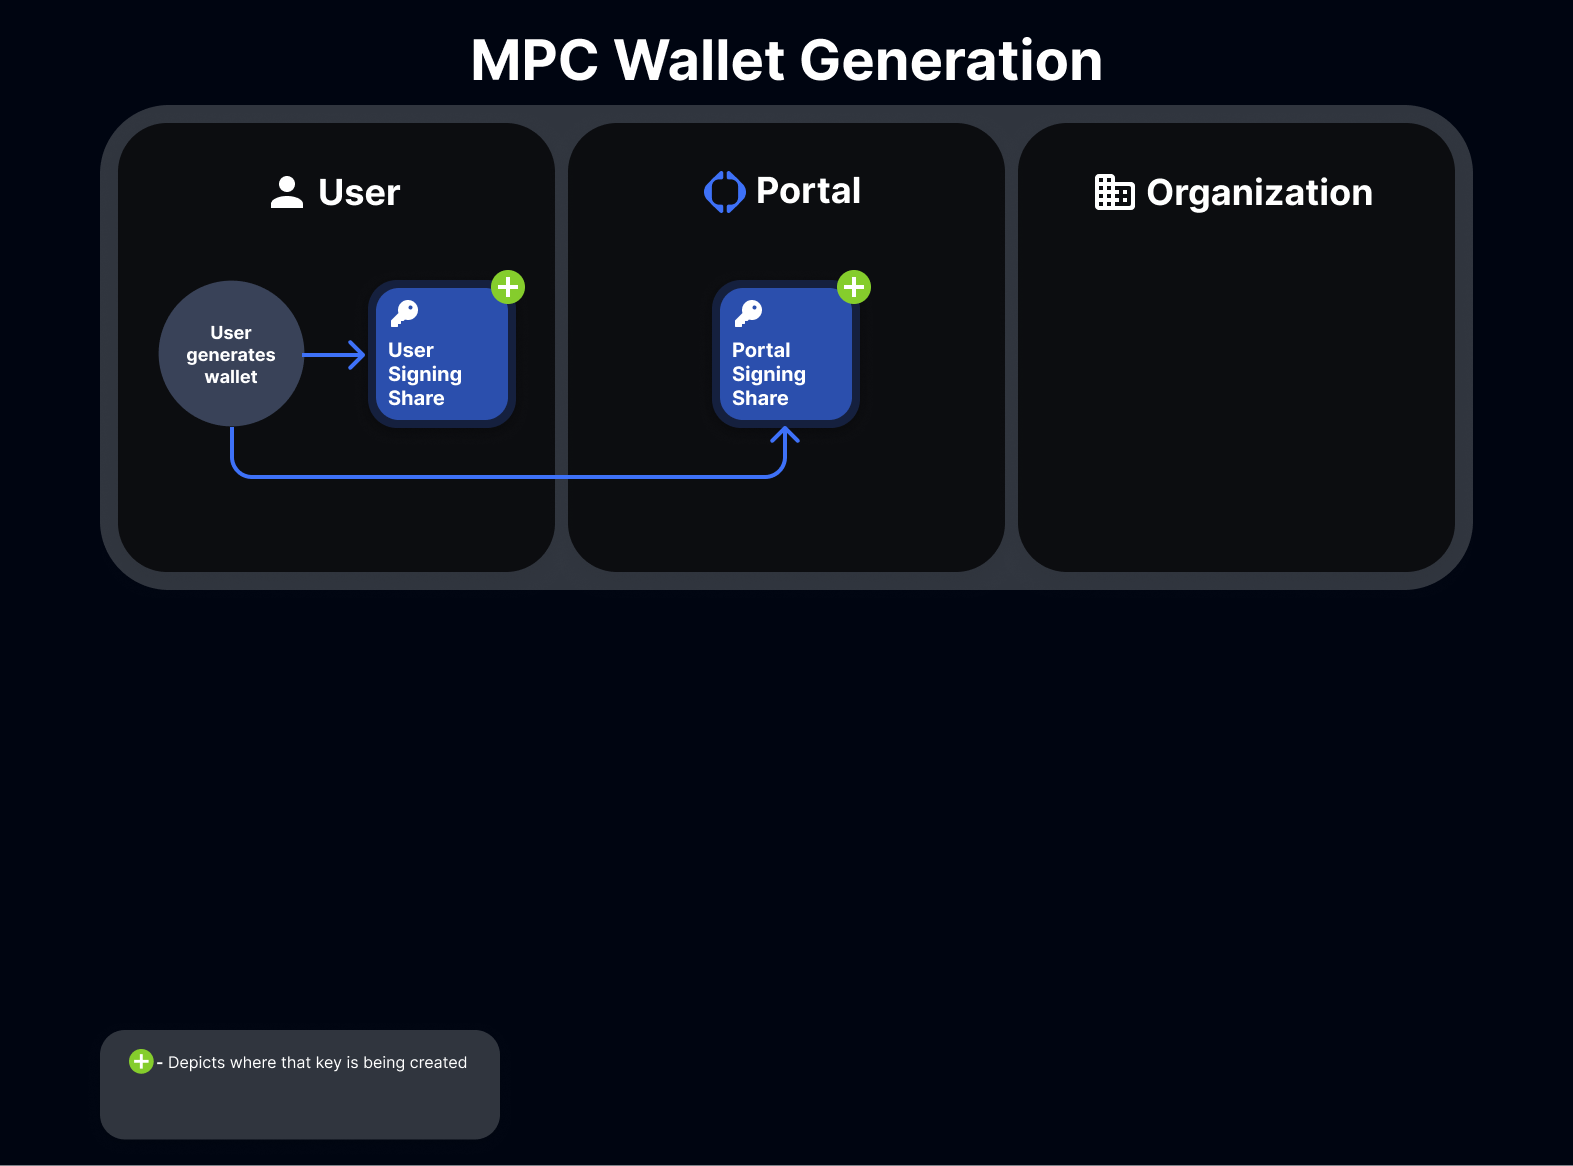 MPC Wallet Generation
User
Portal
Organization
User
generates
wallet
User
Signing
Share
Portal
Signing
Share
- Depicts where that key is being created